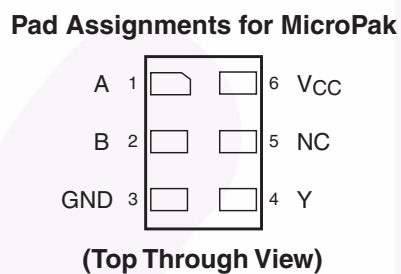 Pad Assignments for MicroPak
A 1 6 VCC
B 2 5 NC
GND 3 4 Y
(Top Through View)